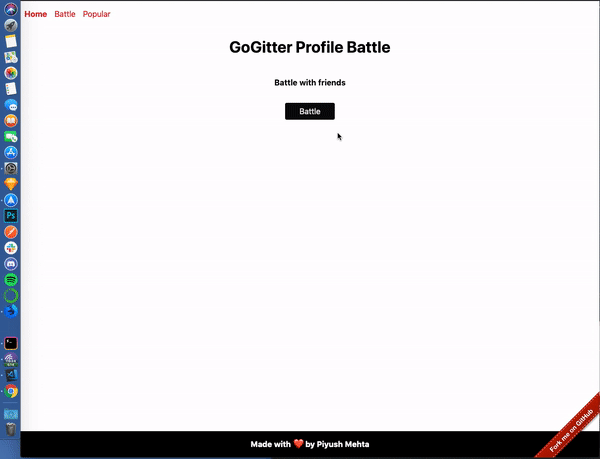 Home Battle Popular
GoGitter Profile Battle
Battle with friends
Battle
Ps
Made with ❤️ by Piyush Mehta
Fork me on GitHub